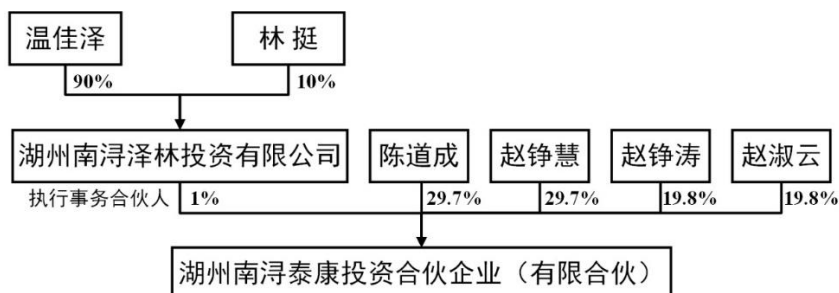 温佳泽
林 挺
90%
10%
湖州南浔泽林投资有限公司
陈道成
赵铮慧
赵铮涛
赵淑云
执行事务合伙人
1%
29.7%
29.7%
19.8%
19.8%
湖州南浔泰康投资合伙企业（有限合伙）